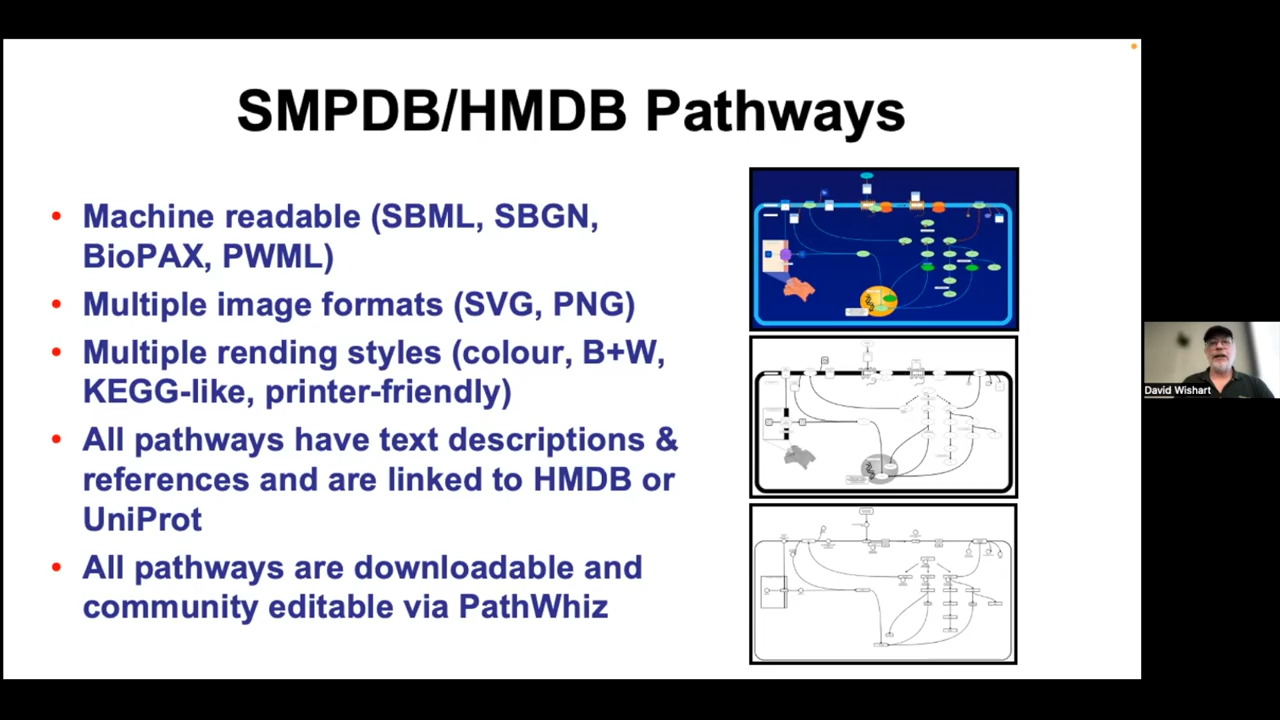 SMPDB/HMDB Pathways
• Machine readable (SBML, SBGN,
BioPAX, PWML)
• Multiple image formats (SVG, PNG)
• Multiple rending styles (colour, B+W,
KEGG-like, printer-friendly)
• All pathways have text descriptions &
references and are linked to HMDB or
UniProt
• All pathways are downloadable and
community editable via PathWhiz
David Wishart